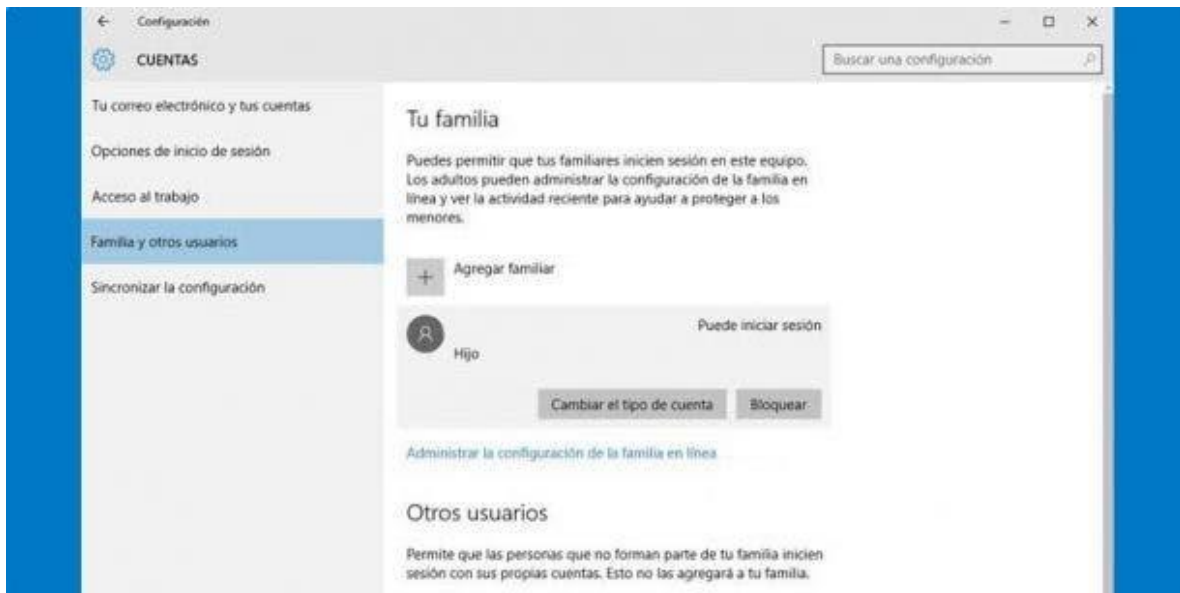 Configuración
CUENTAS
Buscar una configuración
Tu correo electrónico y tus cuentas
Opciones de inicio de sesión
Acceso al trabajo
Familia y otros usuarios
Sincronizar la configuración
Tu familia
Puedes permitir que tus familiares inicien sesión en este equipo.
Los adultos pueden administrar la configuración de la familia en
línea y ver la actividad reciente para ayudar a proteger a los
menores.
Agregar familiar
Puede iniciar sesión
Hijo
Cambiar el tipo de cuenta
Bloquear
Administrar la configuración de la familia en línea
Otros usuarios
Permite que las personas que no forman parte de tu familia inicien
sesión con sus propias cuentas. Esto no las agregará a tu familia.